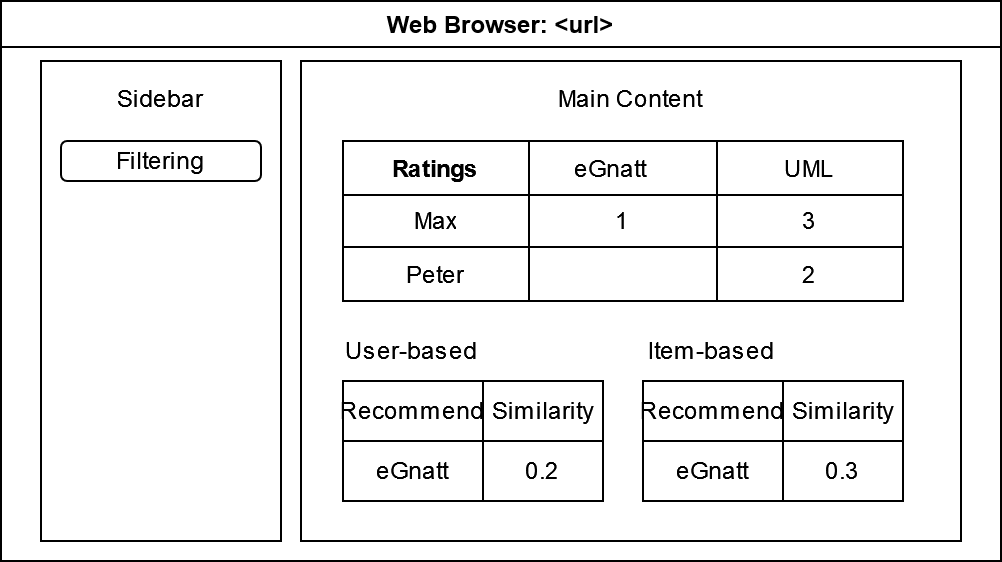 Web Browser: <url>
Sidebar
Filtering
Main Content
Ratings eGnatt UML
Max 1 3
Peter 2
User-based
Recommend Similarity
eGnatt 0.2
Item-based
Recommend Similarity
eGnatt 0.3